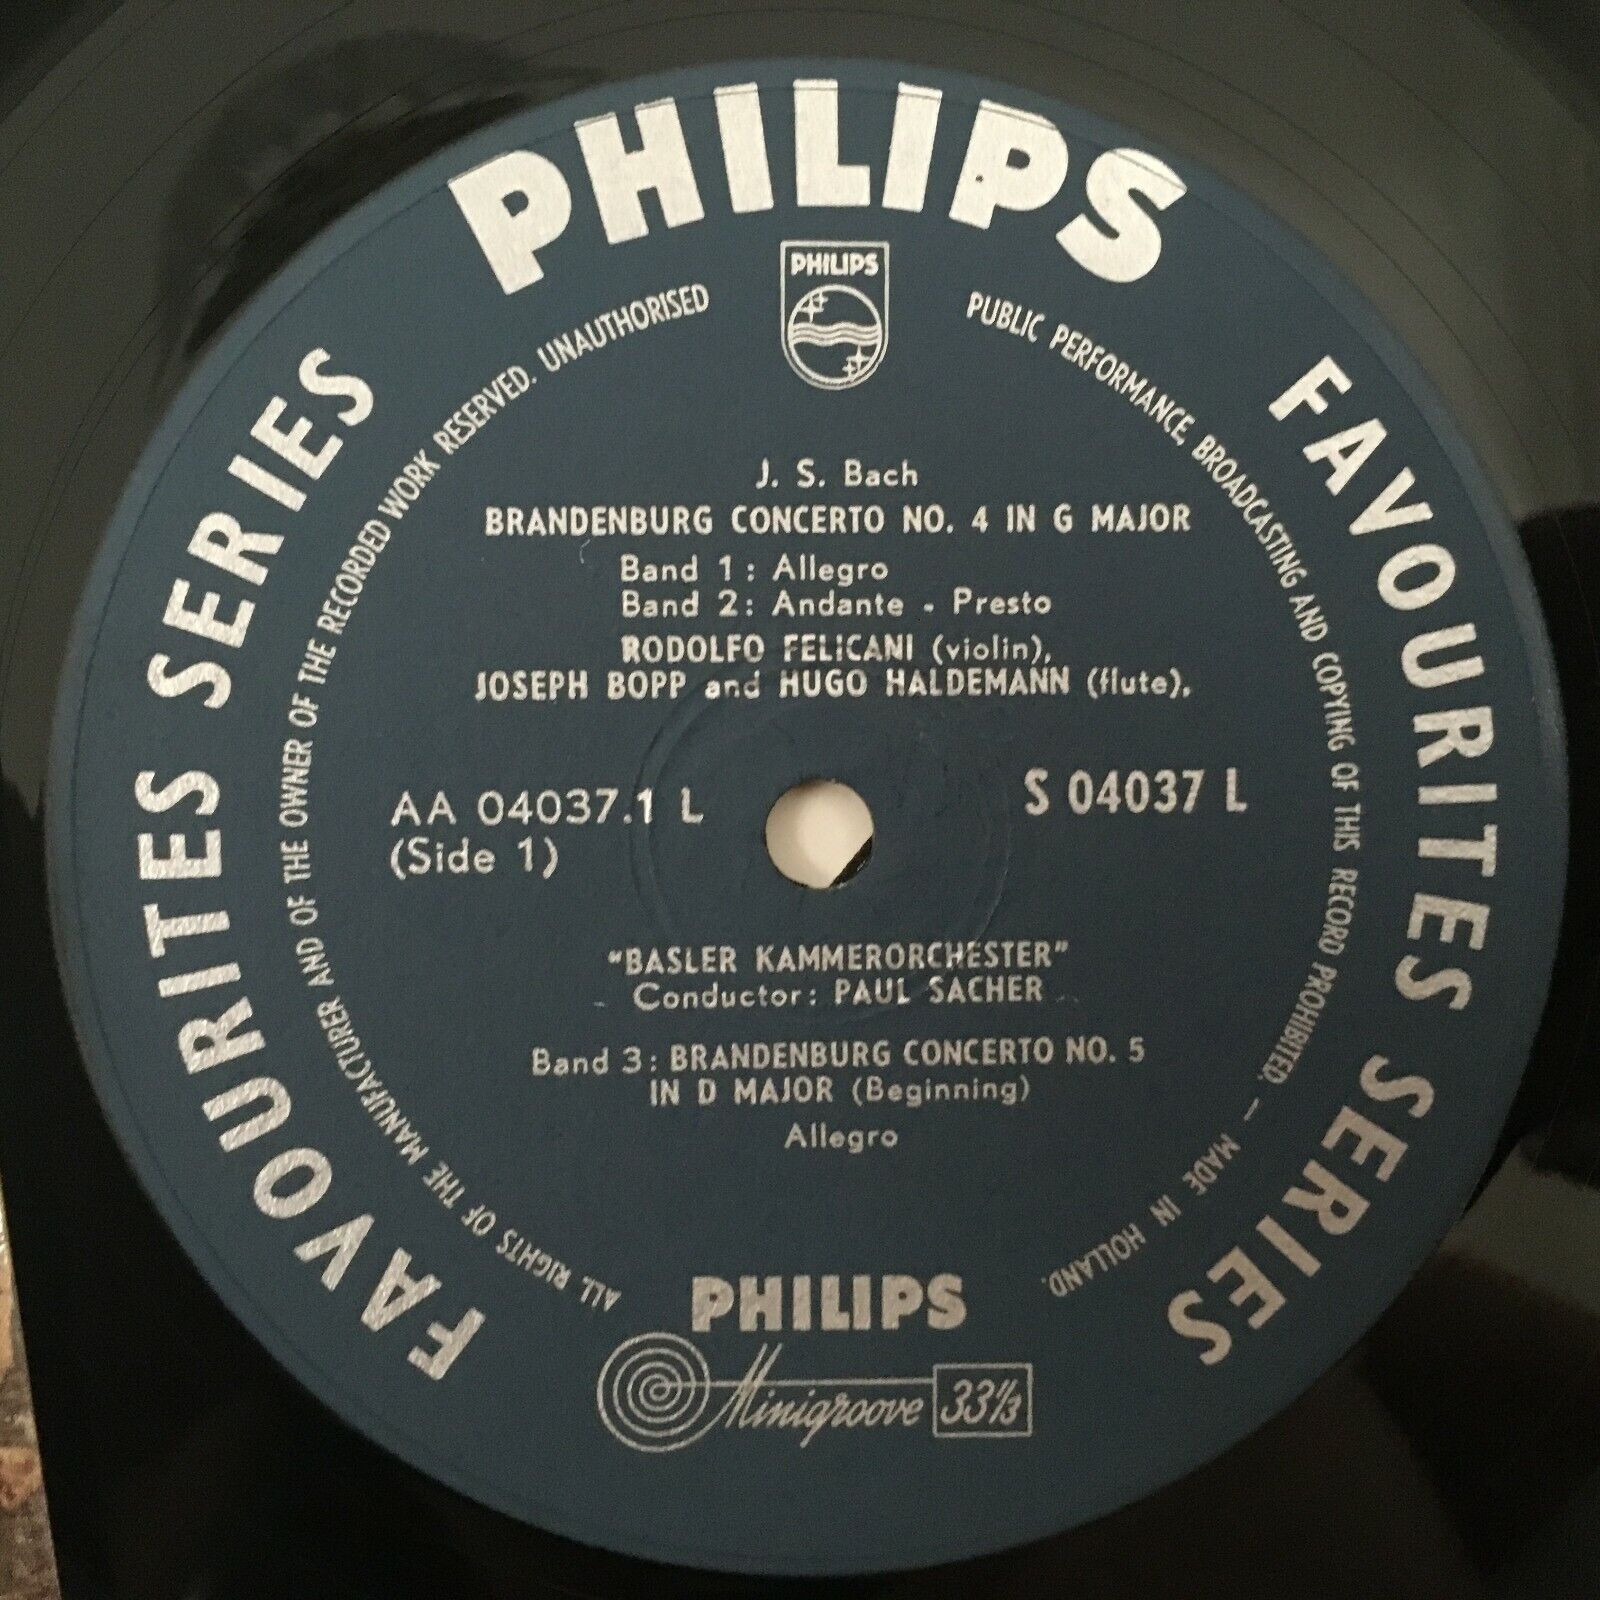 PHILIPS
PHILIPS
FAVOURITES SERIES
FAVOURITES SERIES
ALL RIGHTS OF THE MANUFACTURER AND OF THE OWNER OF THE RECORDED WORK RESERVED. UNAUTHORISED
PUBLIC PERFORMANCE, BROADCASTING AND COPYING OF THIS RECORD PROHIBITED. — MADE IN HOLLAND.
J. S. Bach
BRANDENBURG CONCERTO NO. 4 IN G MAJOR
Band 1: Allegro
Band 2: Andante - Presto
RODOLFO FELICANI (violin),
JOSEPH BOPP and HUGO HALDEMANN (flute),
AA 04037.1 L
(Side 1)
S 04037 L
"BASLER KAMMERORCHESTER"
Conductor: PAUL SACHER
Band 3: BRANDENBURG CONCERTO NO. 5
IN D MAJOR (Beginning)
Allegro
PHILIPS
Minigroove 33⅓